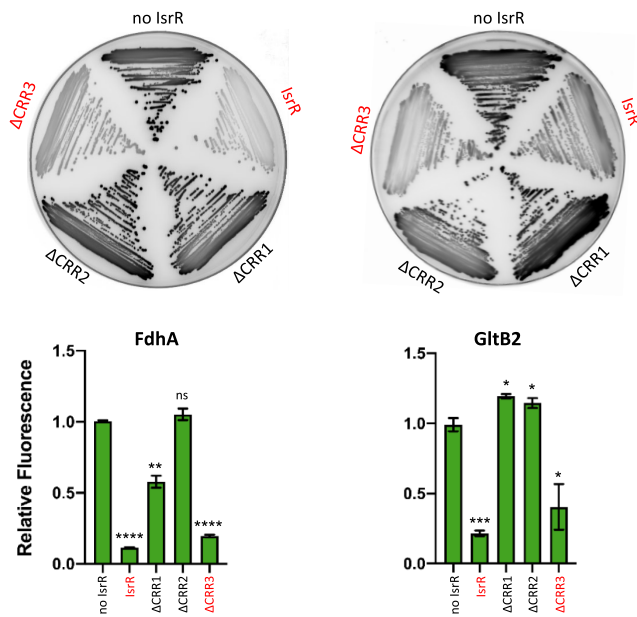 no IsrR
no IsrR
ΔCRR3
IsrR
ΔCRR3
IsrR
ΔCRR2
ΔCRR1
ΔCRR2
ΔCRR1
FdhA
GltB2
Relative Fluorescence
1.5
1.0
0.5
0.0
****
**
ns
****
no IsrR
IsrR
ΔCRR1
ΔCRR2
ΔCRR3
1.5
1.0
0.5
0.0
***
*
*
*
no IsrR
IsrR
ΔCRR1
ΔCRR2
ΔCRR3